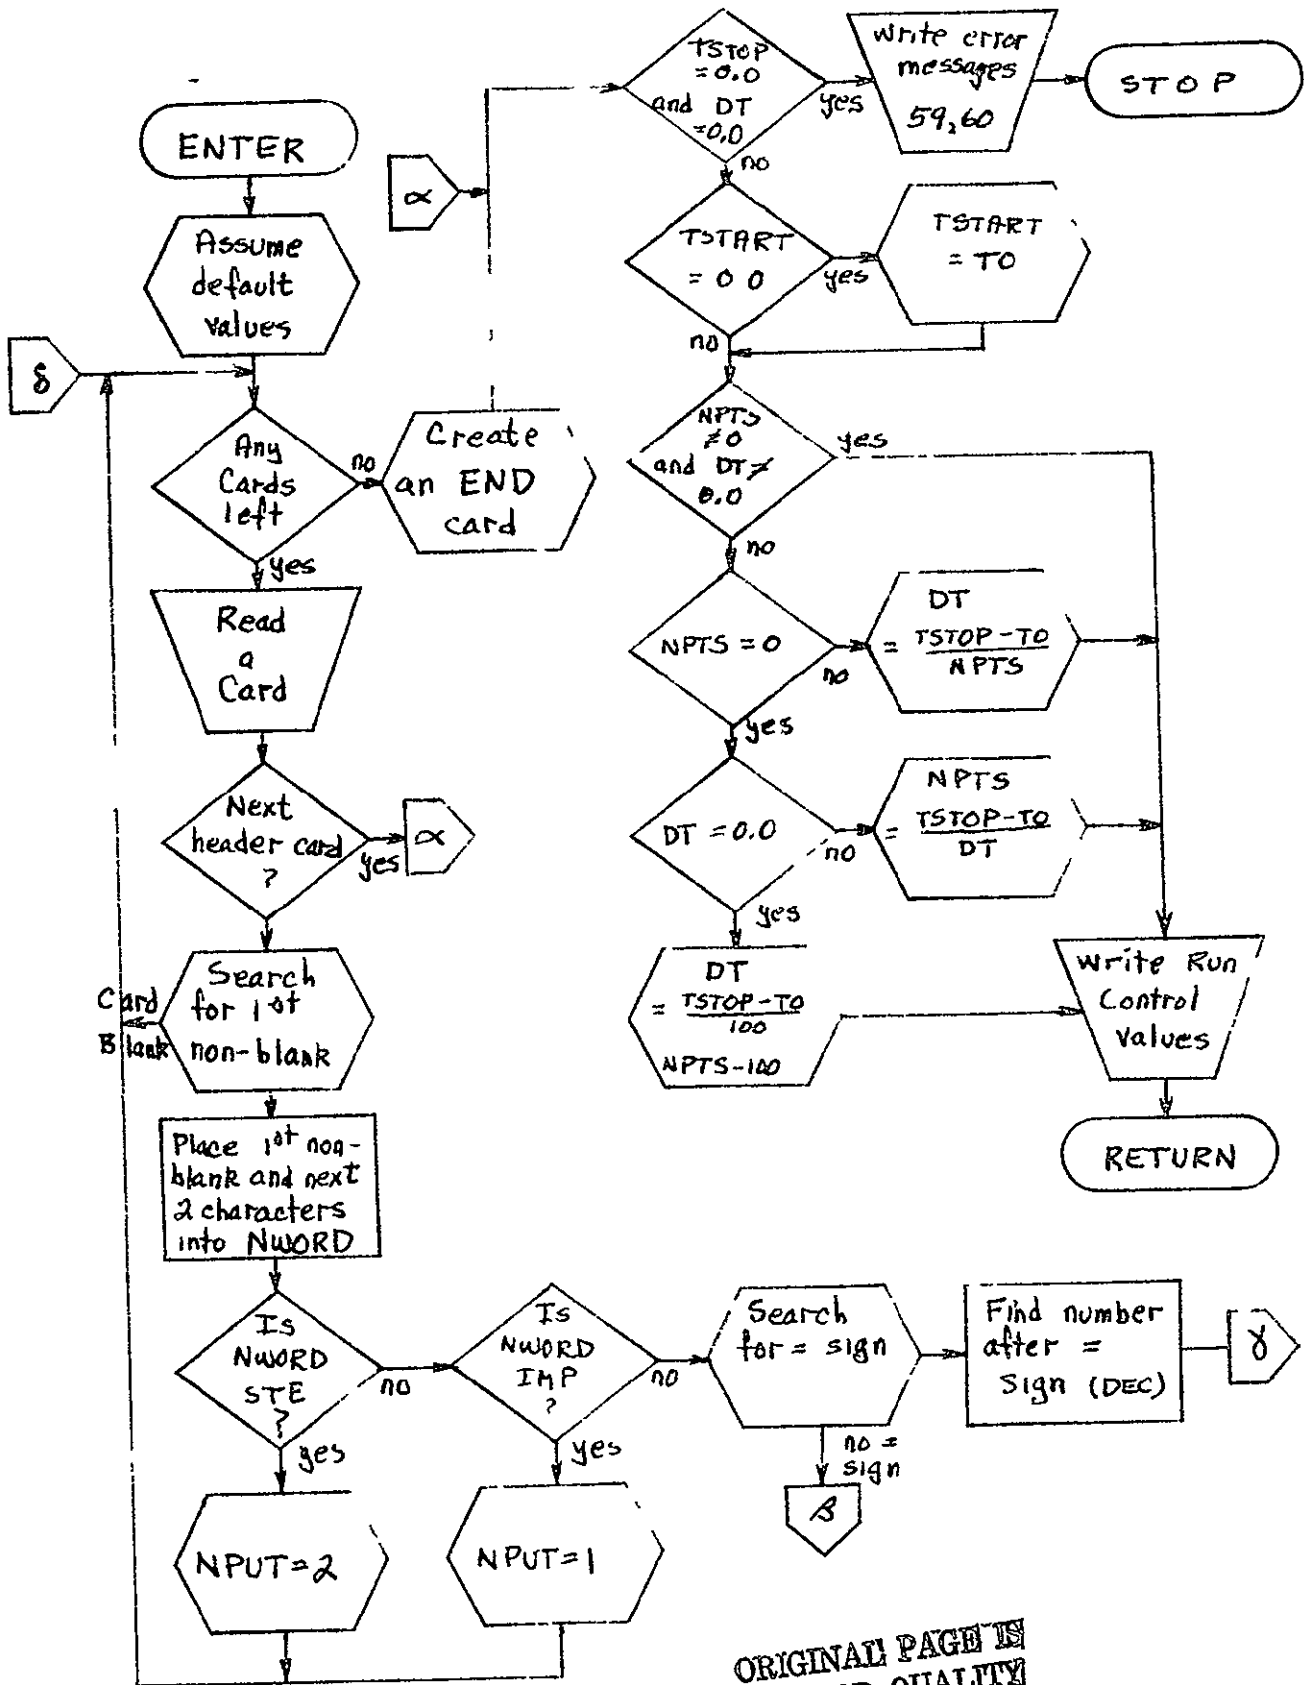 ENTER
Assume
default
values
δ
Any
Cards
left
no
Create
an END
card
yes
Read
a
Card
Next
header card
?
yes
α
Search
for 1st
non-blank
Card
Blank
Place 1st non-
blank and next
2 characters
into NWORD
Is
NWORD
STE
?
no
yes
NPUT=2
Is
NWORD
IMP
?
no
yes
NPUT=1
Search
for = sign
no =
sign
β
Find number
after =
sign (DEC)
γ
α
TSTOP
=0.0
and DT
=0.0
yes
no
Write error
messages
59,60
STOP
TSTART
= 0 0
yes
no
TSTART
= TO
NPTS
≠0
and DT≠
0.0
yes
no
NPTS = 0
no
yes
DT
= TSTOP-TO
NPTS
DT = 0.0
no
yes
NPTS
= TSTOP-TO
DT
DT
= TSTOP-TO
100
NPTS-100
Write Run
Control
Values
RETURN
ORIGINAL PAGE IS
QUALITY